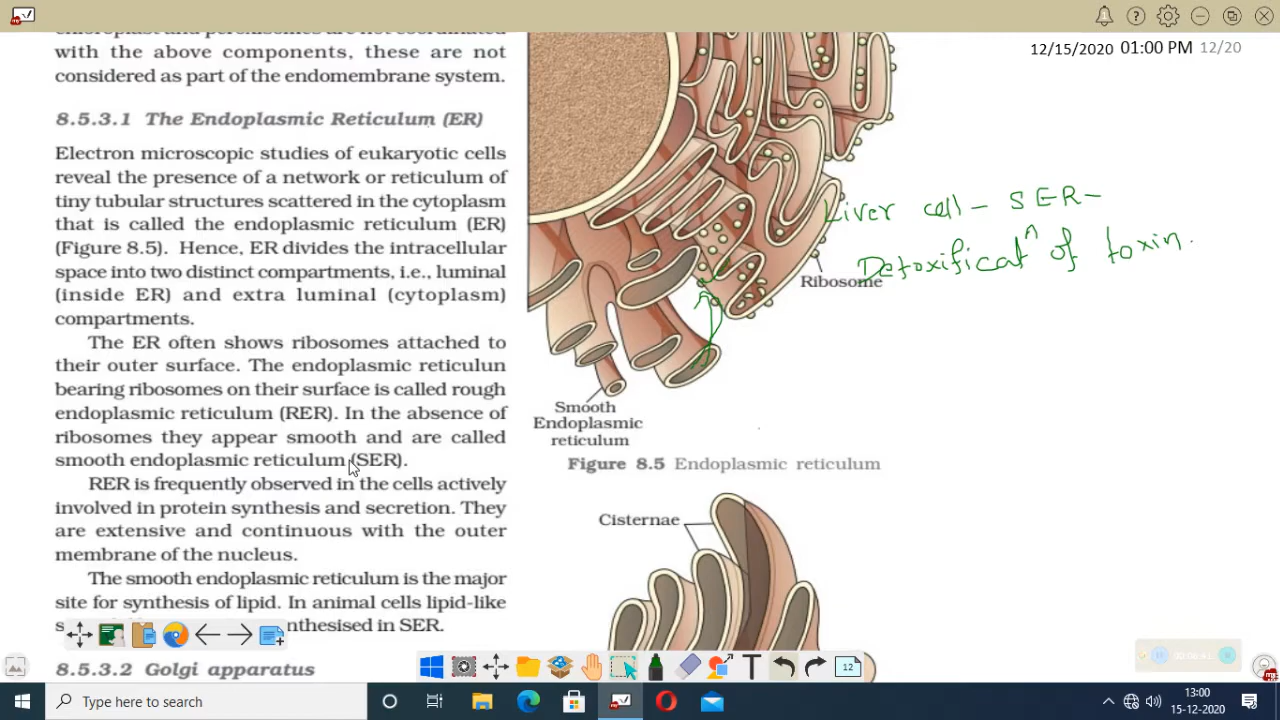 12/15/2020 01:00 PM 12/20
with the above components, these are not
considered as part of the endomembrane system.
8.5.3.1 The Endoplasmic Reticulum (ER)
Electron microscopic studies of eukaryotic cells
reveal the presence of a network or reticulum of
tiny tubular structures scattered in the cytoplasm
that is called the endoplasmic reticulum (ER)
(Figure 8.5). Hence, ER divides the intracellular
space into two distinct compartments, i.e., luminal
(inside ER) and extra luminal (cytoplasm)
compartments.
The ER often shows ribosomes attached to
their outer surface. The endoplasmic reticulun
bearing ribosomes on their surface is called rough
endoplasmic reticulum (RER). In the absence of
ribosomes they appear smooth and are called
smooth endoplasmic reticulum (SER).
RER is frequently observed in the cells actively
involved in protein synthesis and secretion. They
are extensive and continuous with the outer
membrane of the nucleus.
The smooth endoplasmic reticulum is the major
site for synthesis of lipid. In animal cells lipid-like
nthesised in SER.
8.5.3.2 Golgi apparatus
Liver cell - SER -
Detoxificatn of toxin.
Ribosome
Smooth
Endoplasmic
reticulum
Figure 8.5 Endoplasmic reticulum
Cisternae
12
Type here to search
13:00
15-12-2020